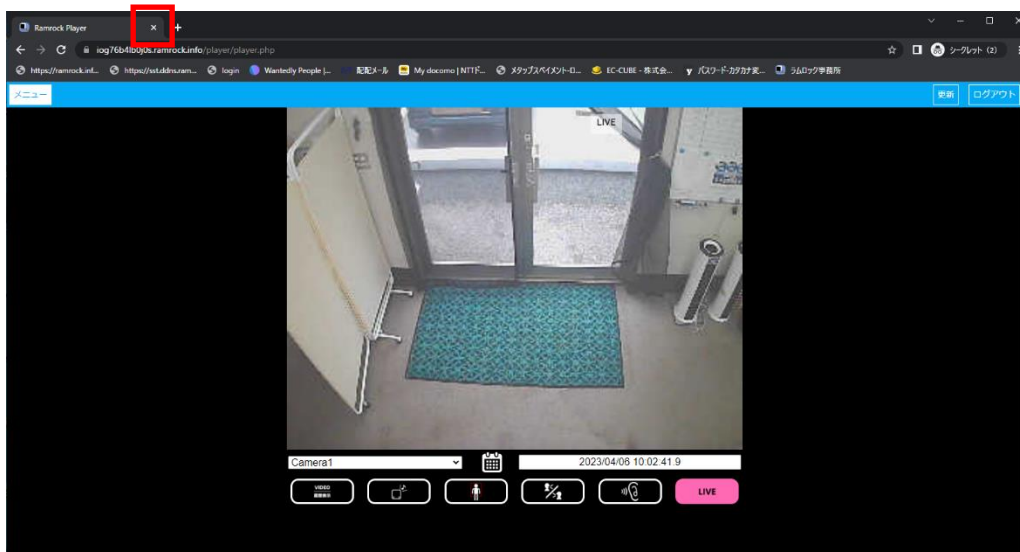 Ramrock Player
iog76b4lb0j0s.ramrock.info/player/player.php
シークレット (2)
https://ramrock.inf...
https://sst.ddns.ram...
login
Wantedly People |...
配配メール
My docomo | NTTド...
メタップスペイメント-ロ...
EC-CUBE - 株式会...
パスワード-カタカナ変...
ラムロック事務所
メニュー
更新
ログアウト
LIVE
Camera1
2023/04/06 10:02:41.9
VIDEO
LIVE